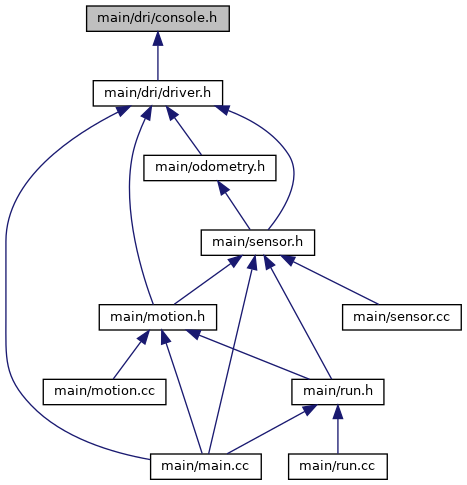 main/dri/console.h
main/dri/driver.h
main/odometry.h
main/sensor.h
main/motion.h
main/sensor.cc
main/motion.cc
main/run.h
main/main.cc
main/run.cc